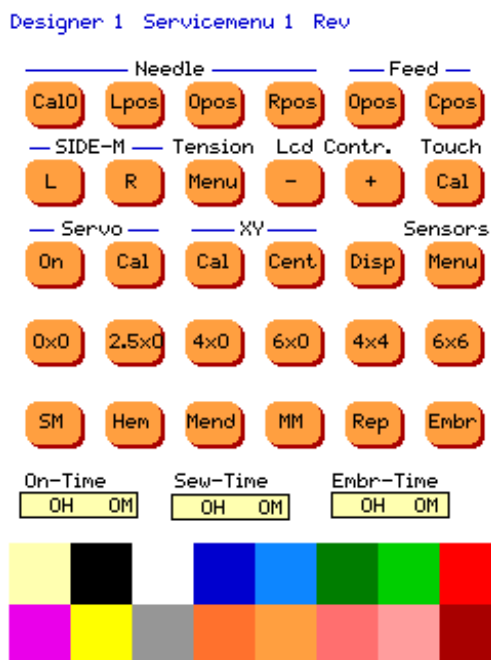 Designer 1 Servicemenu 1 Rev
Needle Feed
Cal0 Lpos Opos Rpos Opos Cpos
SIDE-M Tension Lcd Contr. Touch
L R Menu - + Cal
Servo XY Sensors
On Cal Cal Cent Disp Menu
0x0 2.5x0 4x0 6x0 4x4 6x6
SM Hem Mend MM Rep Embr
On-Time Sew-Time Embr-Time
0H 0M 0H 0M 0H 0M